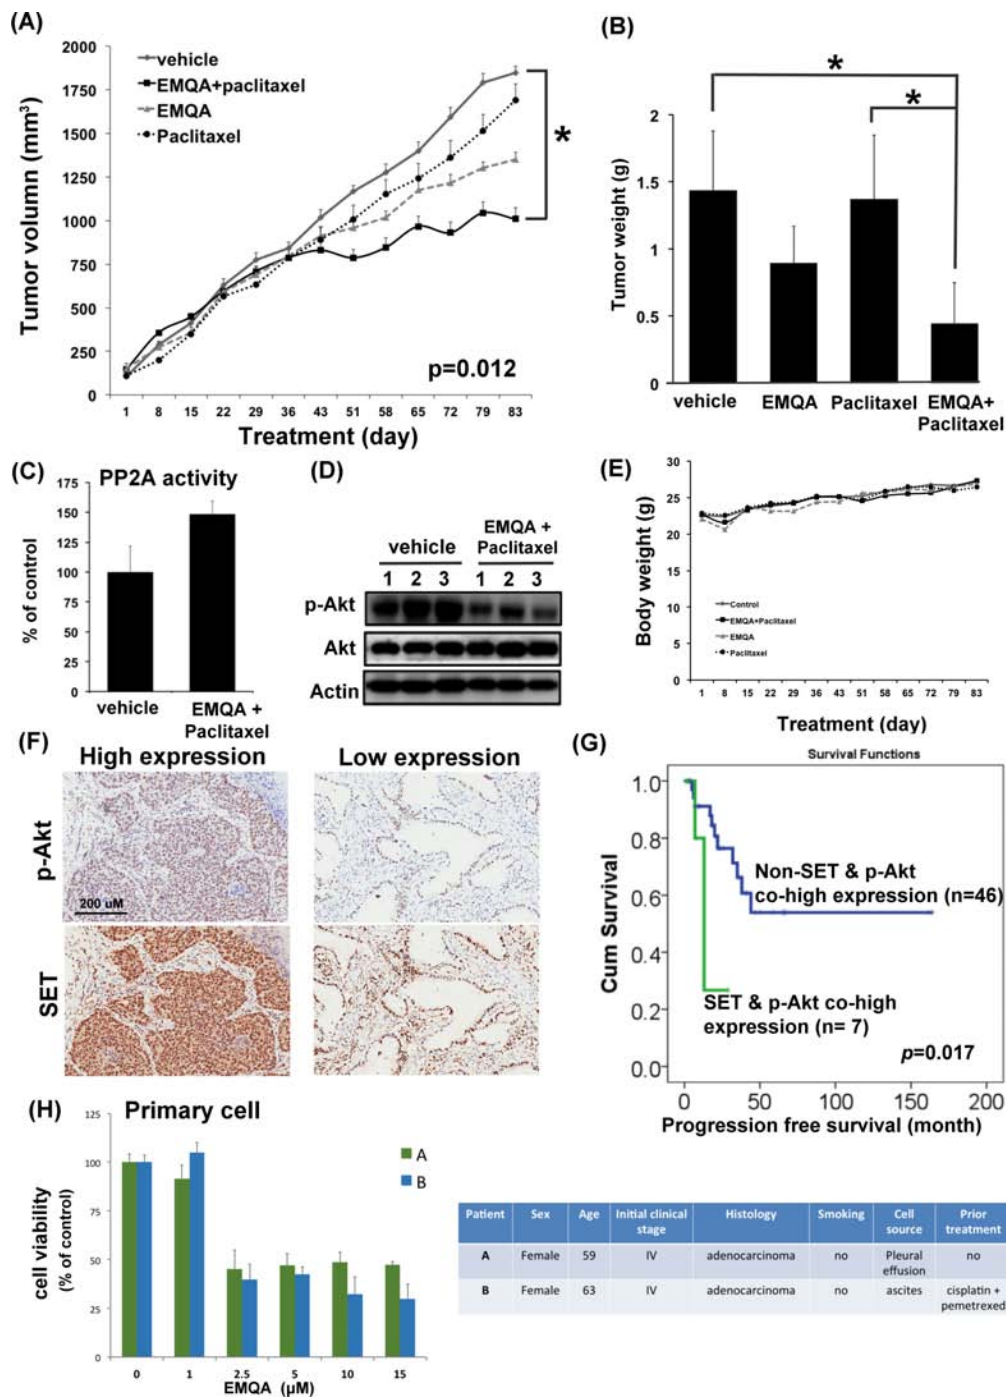 (A)
2000
1750
1500
1250
1000
750
500
250
0
Tumor volumn (mm³)
vehicle
EMQA+paclitaxel
EMQA
Paclitaxel
*
p=0.012
1 8 15 22 29 36 43 51 58 65 72 79 83
Treatment (day)
(B)
*
*
2
1.5
1
0.5
0
Tumor weight (g)
vehicle EMQA Paclitaxel EMQA+
Paclitaxel
(C)
PP2A activity
175
150
125
100
75
50
25
0
% of control
vehicle EMQA +
Paclitaxel
(D)
vehicle EMQA +
Paclitaxel
1 2 3 1 2 3
p-Akt
Akt
Actin
(E)
30
25
20
15
10
5
0
Body weight (g)
Control
EMQA+Paclitaxel
EMQA
Paclitaxel
1 8 15 22 29 36 43 51 58 65 72 79 83
Treatment (day)
(F)
High expression Low expression
p-Akt
200 uM
SET
(G)
Survival Functions
1.0
0.8
0.6
0.4
0.2
0.0
Cum Survival
Non-SET & p-Akt
co-high expression (n=46)
SET & p-Akt co-high
expression (n= 7)
p=0.017
0 50 100 150 200
Progression free survival (month)
(H) Primary cell
125
100
75
50
25
0
cell viability
(% of control)
A
B
0 1 2.5 5 10 15
EMQA (μM)
Patient Sex Age Initial clinical stage Histology Smoking Cell source Prior treatment
A Female 59 IV adenocarcinoma no Pleural effusion no
B Female 63 IV adenocarcinoma no ascites cisplatin + pemetrexed